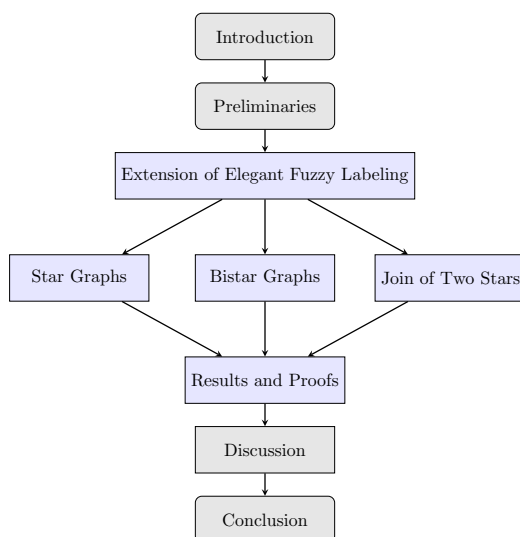 Introduction
Preliminaries
Extension of Elegant Fuzzy Labeling
Star Graphs
Bistar Graphs
Join of Two Stars
Results and Proofs
Discussion
Conclusion